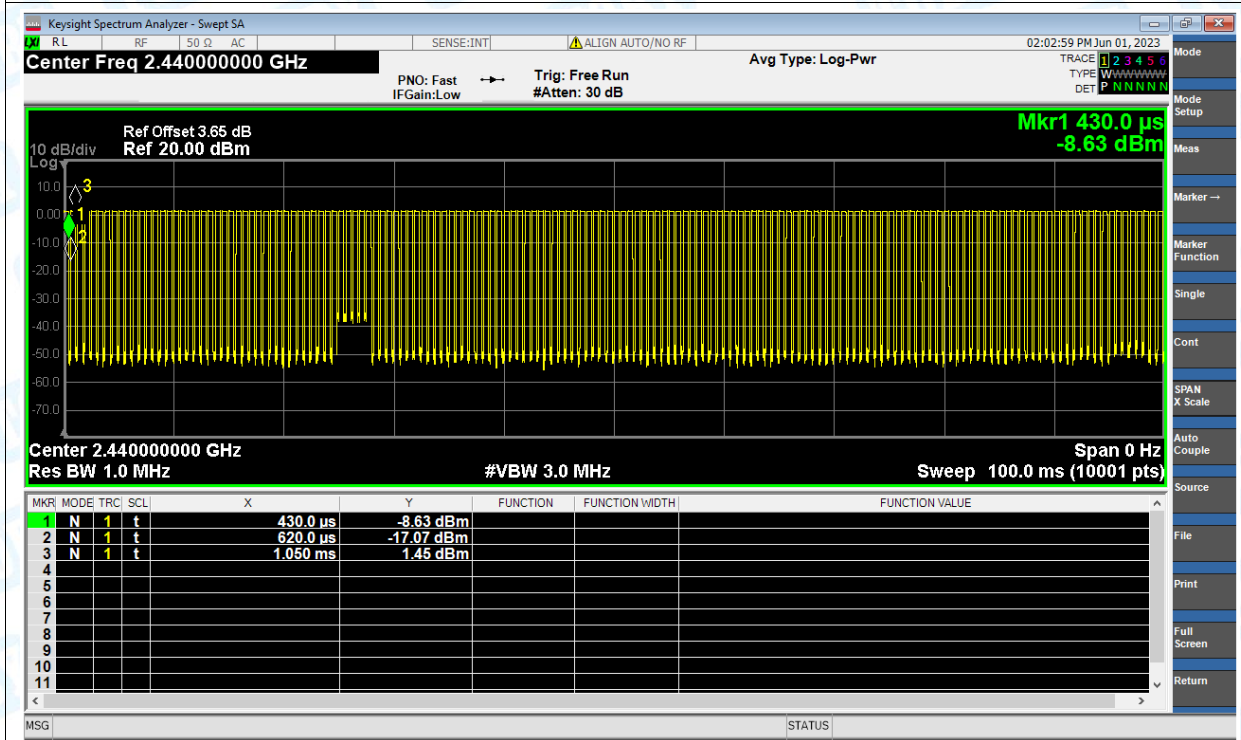 Keysight Spectrum Analyzer - Swept SA
LXI RL RF 50 Ω AC SENSE:INT ALIGN AUTO/NO RF 02:02:59 PM Jun 01, 2023
Center Freq 2.440000000 GHz
PNO: Fast
IFGain:Low
Trig: Free Run
#Atten: 30 dB
Avg Type: Log-Pwr
TRACE 1 2 3 4 5 6
TYPE WWWWWWW
DET P N N N N N
Mkr1 430.0 µs
-8.63 dBm
Ref Offset 3.65 dB
10 dB/div Ref 20.00 dBm
Log
10.0
0.00
-10.0
-20.0
-30.0
-40.0
-50.0
-60.0
-70.0
3
1
2
Center 2.440000000 GHz Span 0 Hz
Res BW 1.0 MHz #VBW 3.0 MHz Sweep 100.0 ms (10001 pts)
MKR MODE TRC SCL X Y FUNCTION FUNCTION WIDTH FUNCTION VALUE
1 N 1 t 430.0 µs -8.63 dBm
2 N 1 t 620.0 µs -17.07 dBm
3 N 1 t 1.050 ms 1.45 dBm
4
5
6
7
8
9
10
11
MSG STATUS
Mode
Mode Setup
Meas
Marker →
Marker Function
Single
Cont
SPAN X Scale
Auto Couple
Source
File
Print
Full Screen
Return